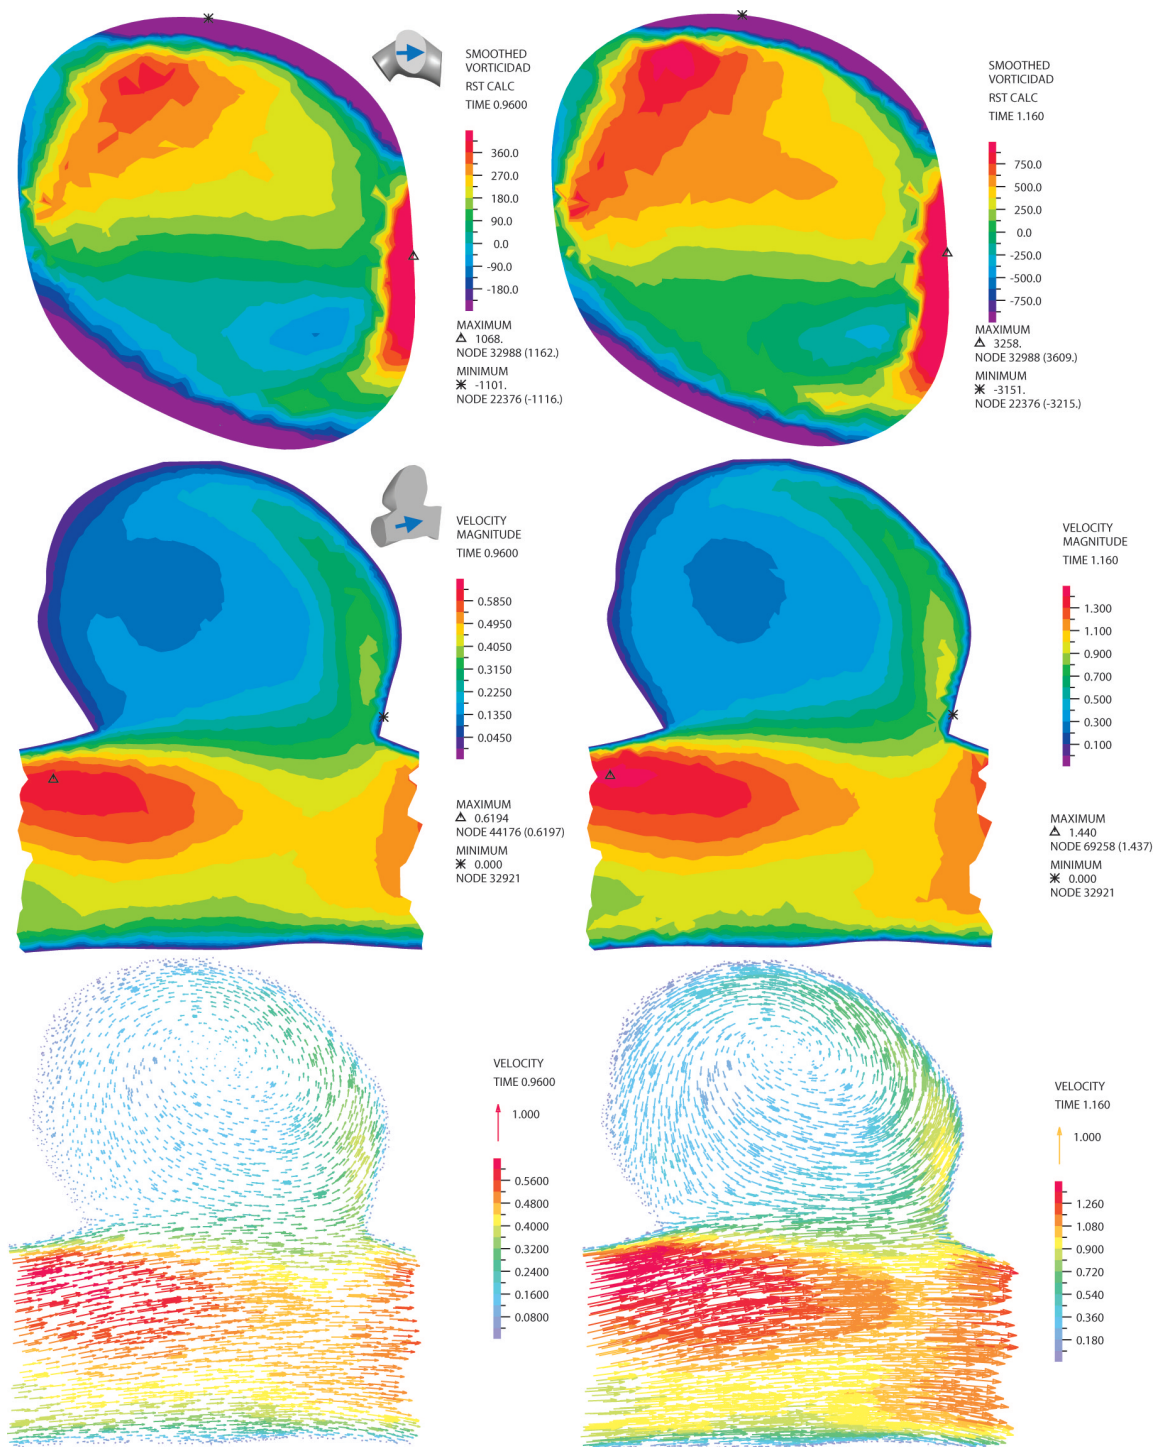 SMOOTHED
VORTICIDAD
RST CALC
TIME 0.9600
360.0
270.0
180.0
90.0
0.0
-90.0
-180.0
MAXIMUM
△ 1068.
NODE 32988 (1162.)
MINIMUM
✳ -1101.
NODE 22376 (-1116.)
SMOOTHED
VORTICIDAD
RST CALC
TIME 1.160
750.0
500.0
250.0
0.0
-250.0
-500.0
-750.0
MAXIMUM
△ 3258.
NODE 32988 (3609.)
MINIMUM
✳ -3151.
NODE 22376 (-3215.)
VELOCITY
MAGNITUDE
TIME 0.9600
0.5850
0.4950
0.4050
0.3150
0.2250
0.1350
0.0450
MAXIMUM
△ 0.6194
NODE 44176 (0.6197)
MINIMUM
✳ 0.000
NODE 32921
VELOCITY
MAGNITUDE
TIME 1.160
1.300
1.100
0.900
0.700
0.500
0.300
0.100
MAXIMUM
△ 1.440
NODE 69258 (1.437)
MINIMUM
✳ 0.000
NODE 32921
VELOCITY
TIME 0.9600
1.000
0.5600
0.4800
0.4000
0.3200
0.2400
0.1600
0.0800
VELOCITY
TIME 1.160
1.000
1.260
1.080
0.900
0.720
0.540
0.360
0.180